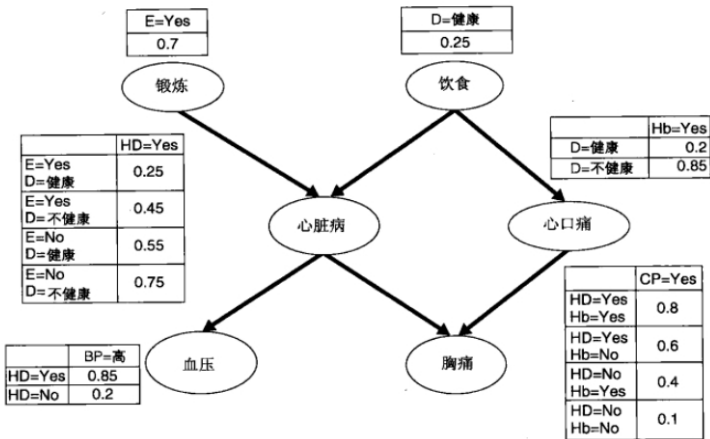 E=Yes
0.7
D=健康
0.25
锻炼
饮食
HD=Yes
E=Yes
D=健康
0.25
E=Yes
D=不健康
0.45
E=No
D=健康
0.55
E=No
D=不健康
0.75
Hb=Yes
D=健康 0.2
D=不健康 0.85
心脏病
心口痛
BP=高
HD=Yes 0.85
HD=No 0.2
血压
胸痛
CP=Yes
HD=Yes
Hb=Yes
0.8
HD=Yes
Hb=No
0.6
HD=No
Hb=Yes
0.4
HD=No
Hb=No
0.1